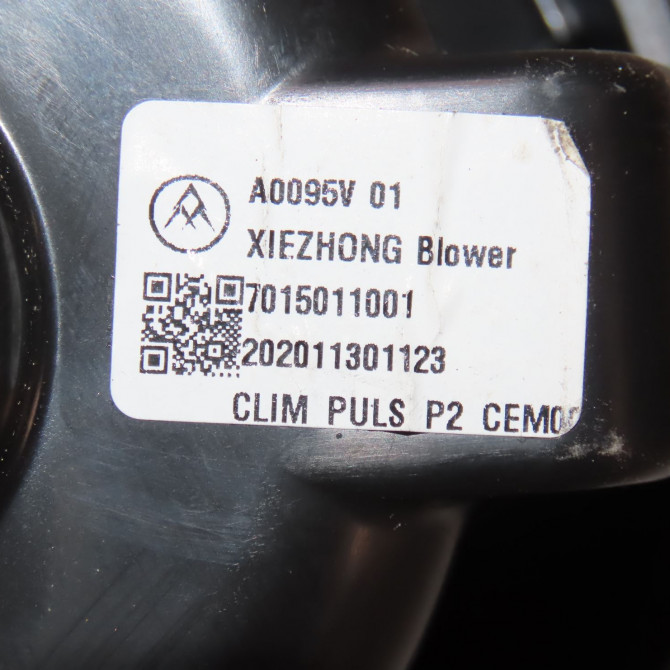 A0095V 01
XIEZHONG Blower
7015011001
202011301123
CLIM PULS P2